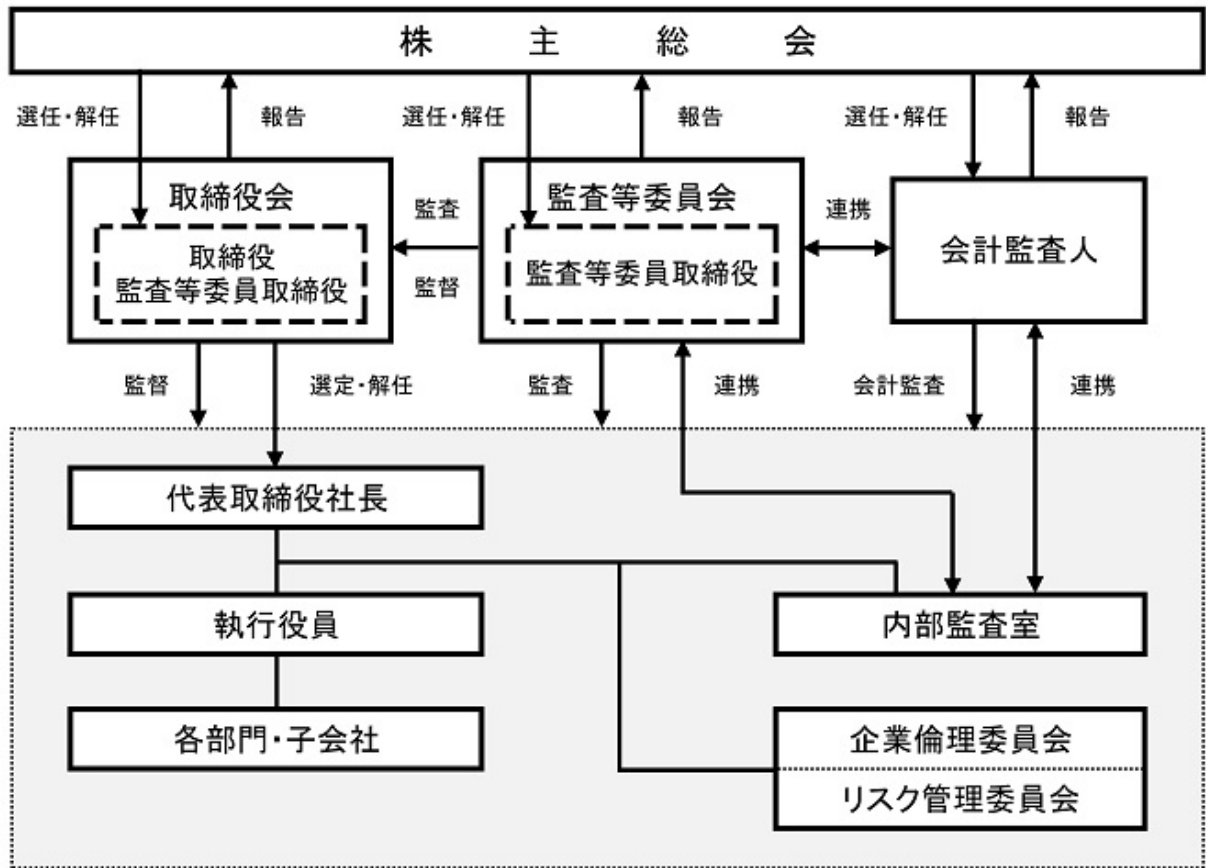 株主総会
選任・解任
報告
選任・解任
報告
選任・解任
報告
取締役会
取締役
監査等委員取締役
監査
監督
監査等委員会
監査等委員取締役
連携
会計監査人
監督
選定・解任
監査
連携
会計監査
連携
代表取締役社長
執行役員
内部監査室
各部門・子会社
企業倫理委員会
リスク管理委員会